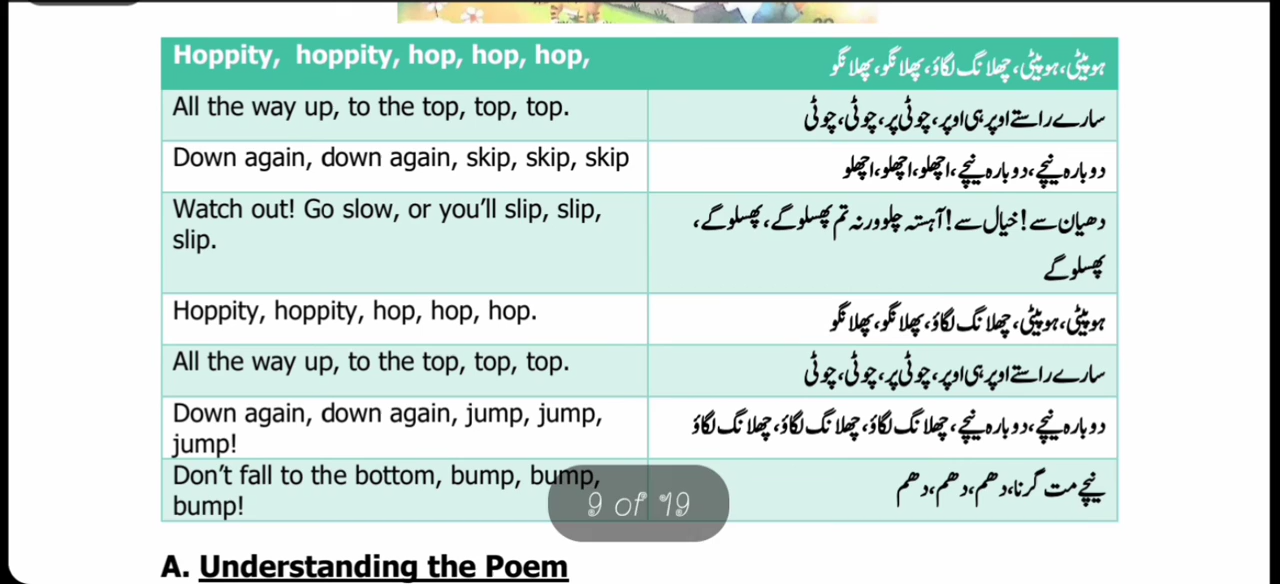 Hoppity,  hoppity, hop, hop, hop,
ہوپیٹی، ہوپیٹی، چھلانگ لگاؤ، پھلانگو، پھلانگو
All the way up, to the top, top, top.
سارے راستے اوپر ہی اوپر، چوٹی پر، چوٹی، چوٹی
Down again, down again, skip, skip, skip
دوبارہ نیچے، دوبارہ نیچے، اچھلو، اچھلو، اچھلو
Watch out! Go slow, or you’ll slip, slip,
slip.
دھیان سے! خیال سے! آہستہ چلو ورنہ تم پھسلو گے، پھسلو گے،
پھسلو گے
Hoppity, hoppity, hop, hop, hop.
ہوپیٹی، ہوپیٹی، چھلانگ لگاؤ، پھلانگو، پھلانگو
All the way up, to the top, top, top.
سارے راستے اوپر ہی اوپر، چوٹی پر، چوٹی، چوٹی
Down again, down again, jump, jump,
jump!
دوبارہ نیچے، دوبارہ نیچے، چھلانگ لگاؤ، چھلانگ لگاؤ، چھلانگ لگاؤ
Don’t fall to the bottom, bump, bump,
bump!
نیچے مت گرنا، دھم، دھم، دھم
9 of 19
A. Understanding the Poem